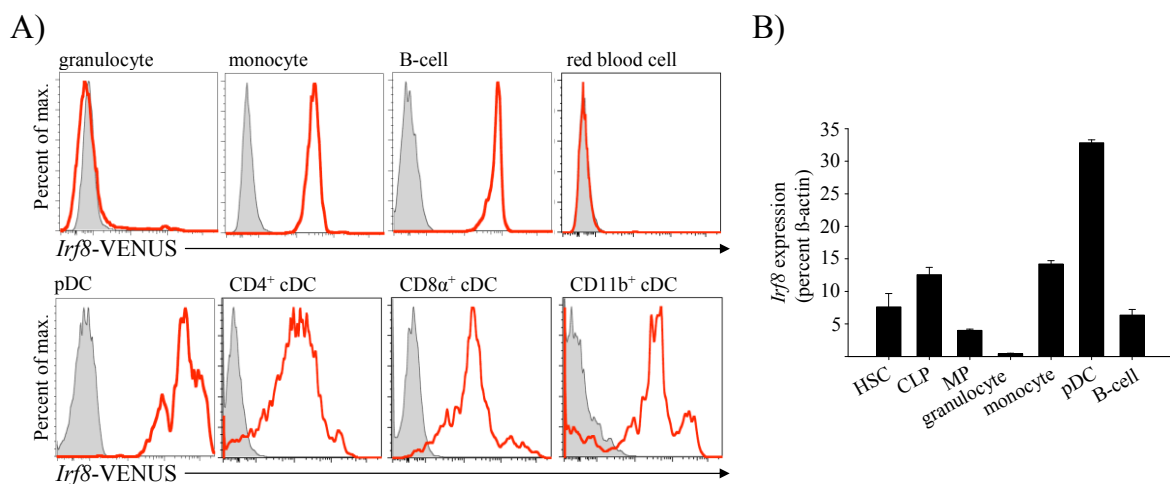 A)
granulocyte
monocyte
B-cell
red blood cell
Percent of max.
Irf8-VENUS
pDC
CD4⁺ cDC
CD8α⁺ cDC
CD11b⁺ cDC
Percent of max.
Irf8-VENUS
B)
Irf8 expression
(percent ß-actin)
35
30
25
20
15
10
5
HSC
CLP
MP
granulocyte
monocyte
pDC
B-cell